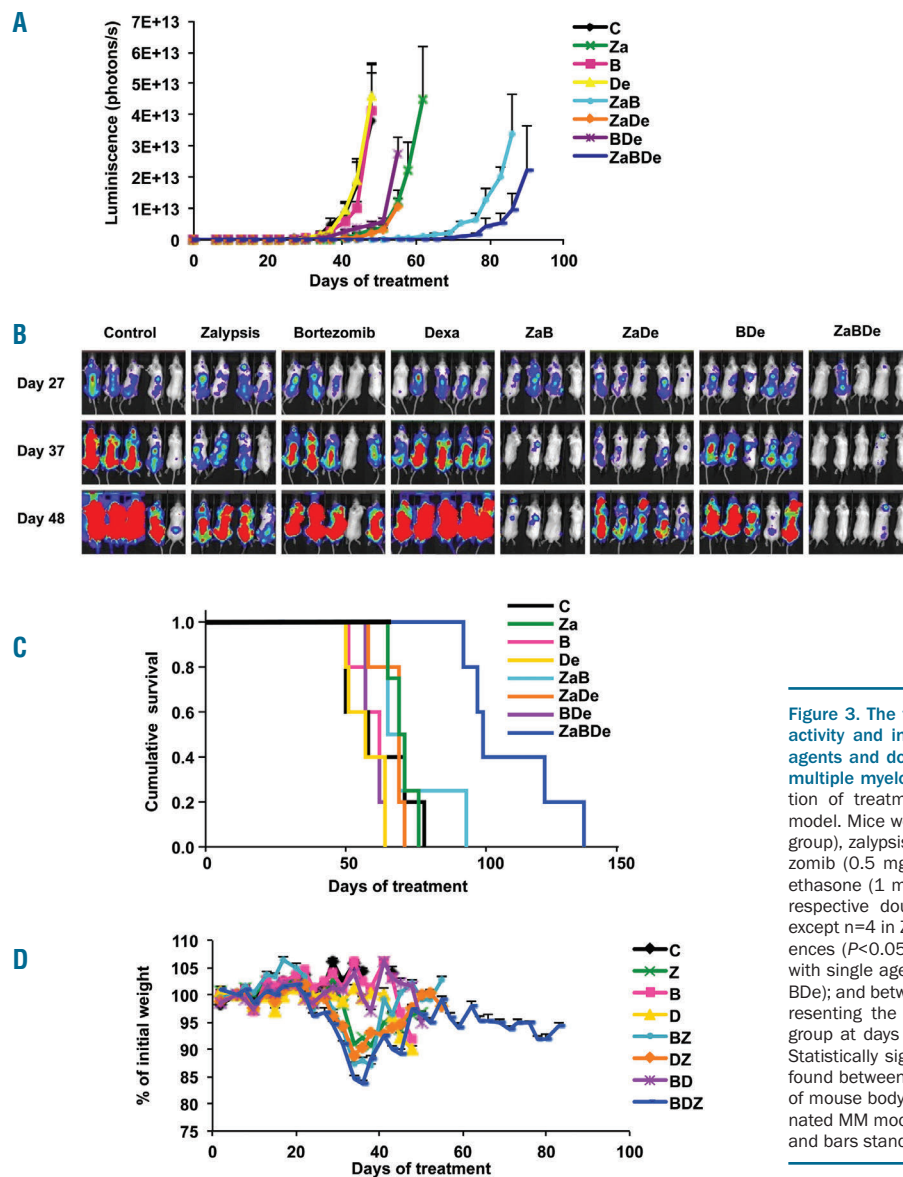 A
Luminiscence (photons/s)
7E+13
6E+13
5E+13
4E+13
3E+13
2E+13
1E+13
0
0 20 40 60 80 100
Days of treatment
C
Za
B
De
ZaB
ZaDe
BDe
ZaBDe
B
Control Zalypsis Bortezomib Dexa ZaB ZaDe BDe ZaBDe
Day 27
Day 37
Day 48
C
Cumulative survival
1.0
0.8
0.6
0.4
0.2
0.0
0 50 100 150
Days of treatment
C
Za
B
De
ZaB
ZaDe
BDe
ZaBDe
D
% of initial weight
110
105
100
95
90
85
80
75
0 20 40 60 80 100
Days of treatment
C
Z
B
D
BZ
DZ
BD
BDZ
Figure 3. The
activity and in
agents and do
multiple myelo
tion of treatm
model. Mice w
group), zalypsis
zomib (0.5 mg
ethasone (1 m
respective dou
except n=4 in Z
ences (P<0.05
with single age
BDe); and betw
resenting the
group at days
Statistically sig
found between
of mouse body
nated MM moc
and bars stand